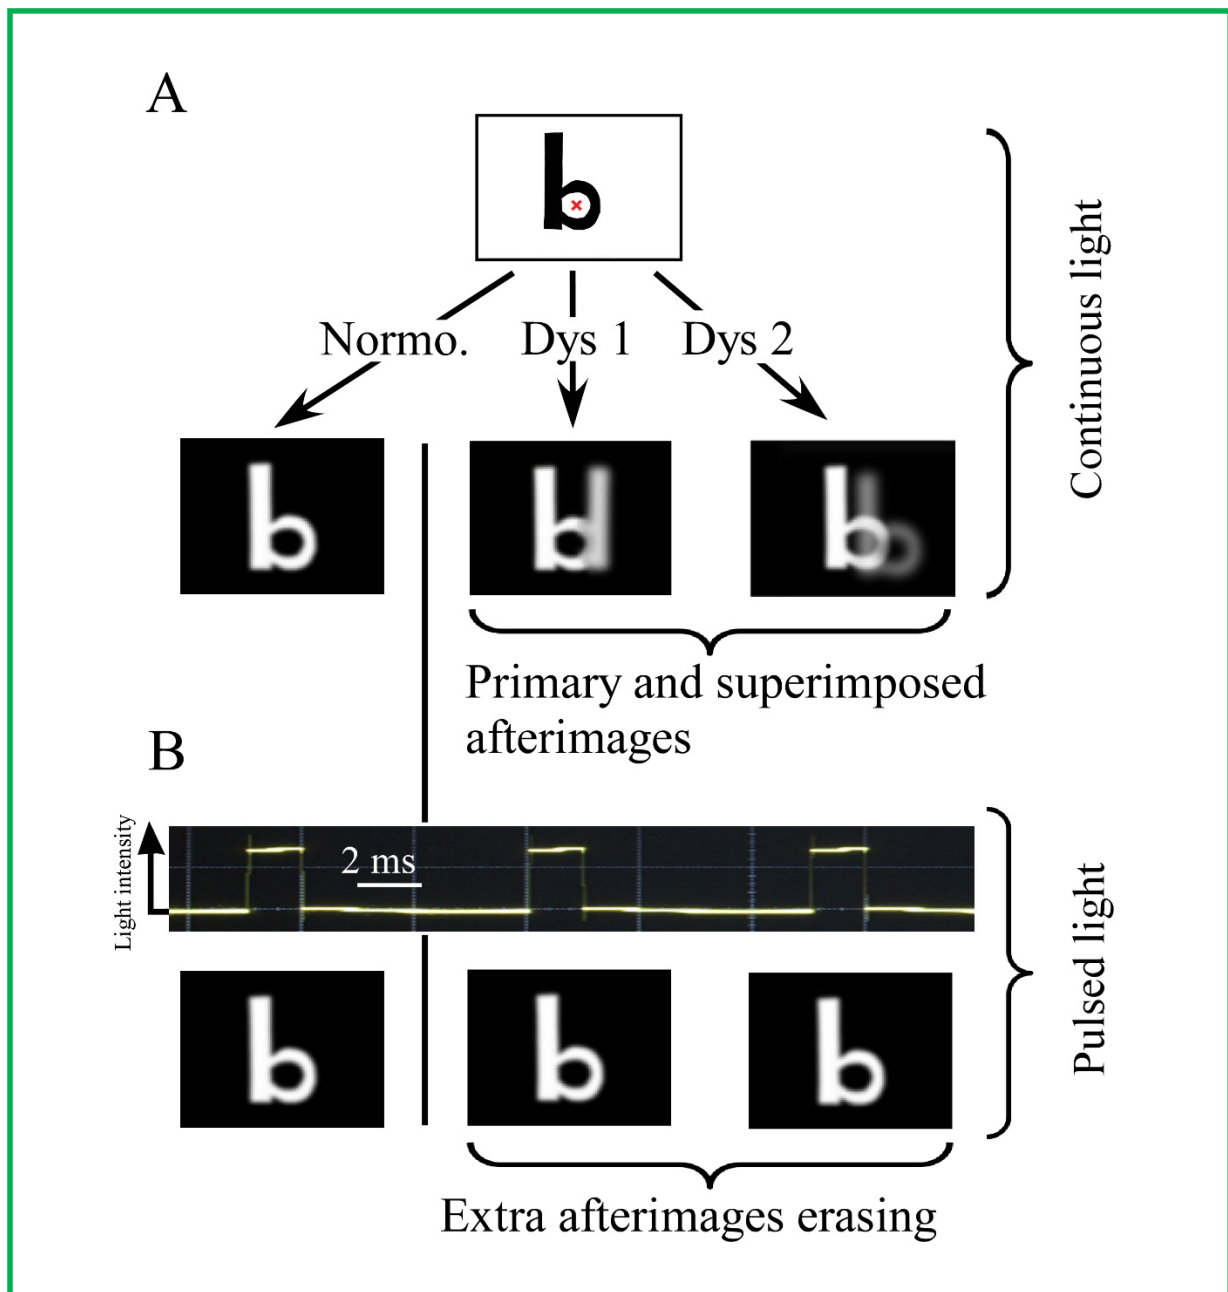 A
b
Normo.
Dys 1
Dys 2
b
b
b
Continuous light
Primary and superimposed
afterimages
B
Light intensity
2 ms
b
b
b
Pulsed light
Extra afterimages erasing